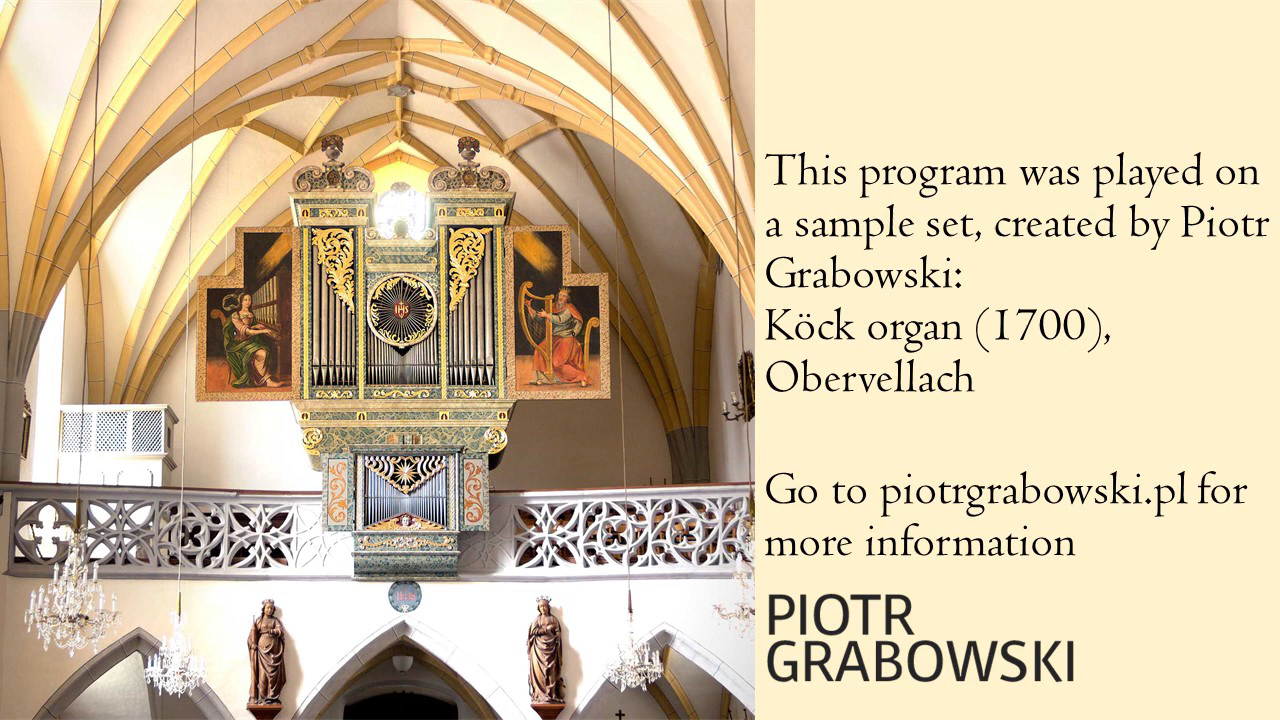 IHS
This program was played on
a sample set, created by Piotr
Grabowski:
Köck organ (1700),
Obervellach
Go to piotrgrabowski.pl for
more information
PIOTR
GRABOWSKI